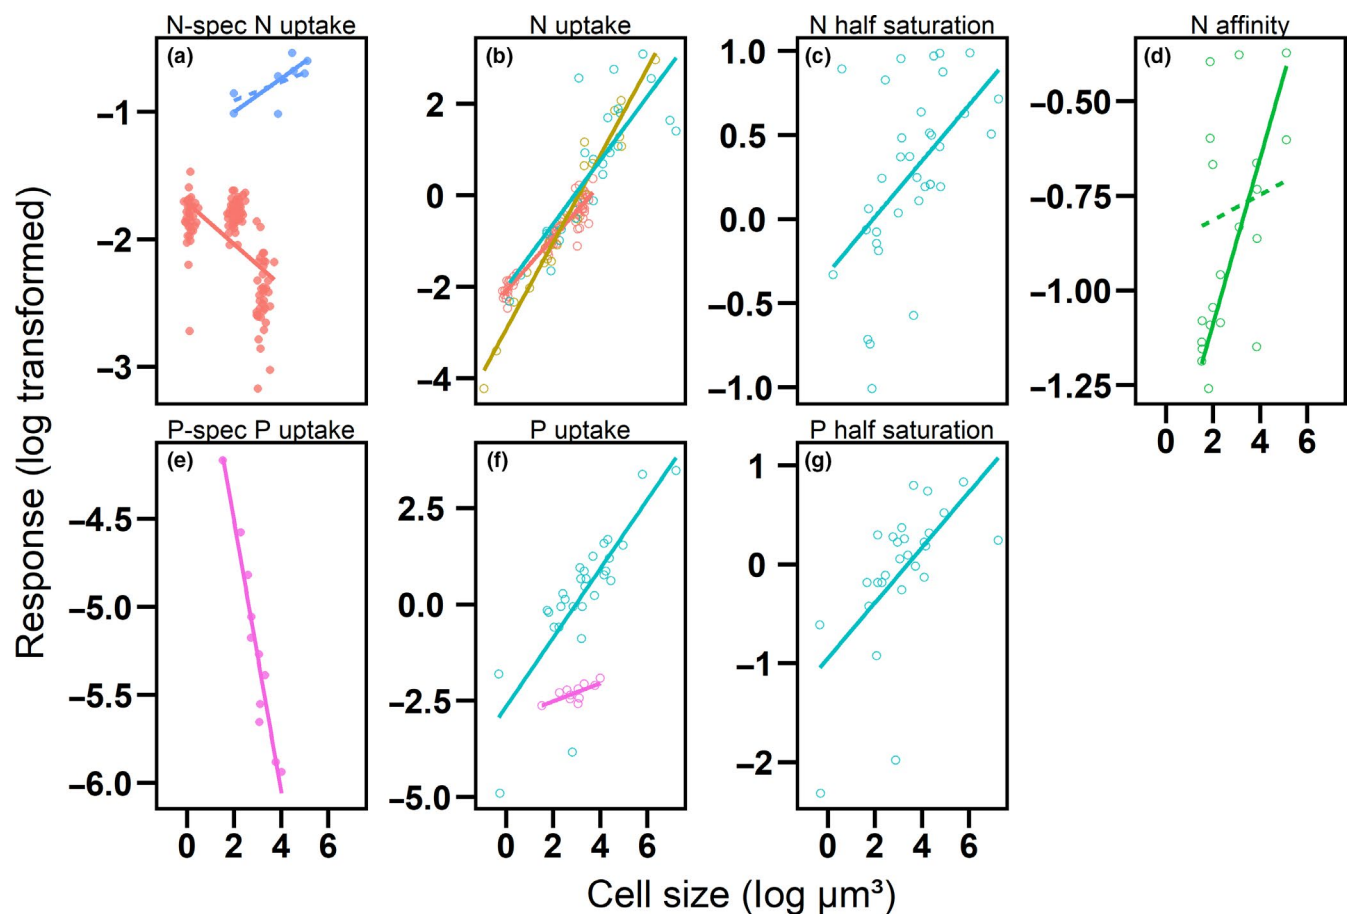 N-spec N uptake
N uptake
N half saturation
N affinity
(a)
(b)
(c)
(d)
−1
−2
−3
2
0
−2
−4
1.0
0.5
0.0
−0.5
−1.0
−0.50
−0.75
−1.00
−1.25
0 2 4 6
P-spec P uptake
P uptake
P half saturation
(e)
(f)
(g)
−4.5
−5.0
−5.5
−6.0
2.5
0.0
−2.5
−5.0
1
0
−1
−2
0 2 4 6
0 2 4 6
0 2 4 6
Response (log transformed)
Cell size (log µm³)